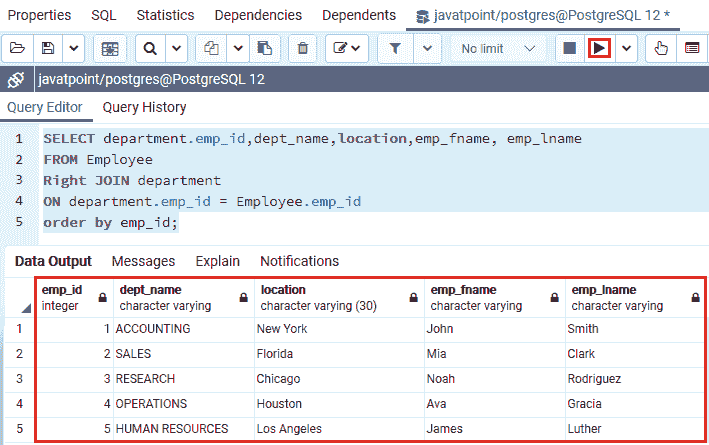 Properties SQL Statistics Dependencies Dependents javatpoint/postgres@PostgreSQL 12 *
No limit
javatpoint/postgres@PostgreSQL 12
Query Editor Query History
1 SELECT department.emp_id,dept_name,location,emp_fname, emp_lname
2 FROM Employee
3 Right JOIN department
4 ON department.emp_id = Employee.emp_id
5 order by emp_id;
Data Output Messages Explain Notifications
emp_id dept_name location emp_fname emp_lname
integer character varying character varying (30) character varying character varying
1 1 ACCOUNTING New York John Smith
2 2 SALES Florida Mia Clark
3 3 RESEARCH Chicago Noah Rodriguez
4 4 OPERATIONS Houston Ava Gracia
5 5 HUMAN RESOURCES Los Angeles James Luther